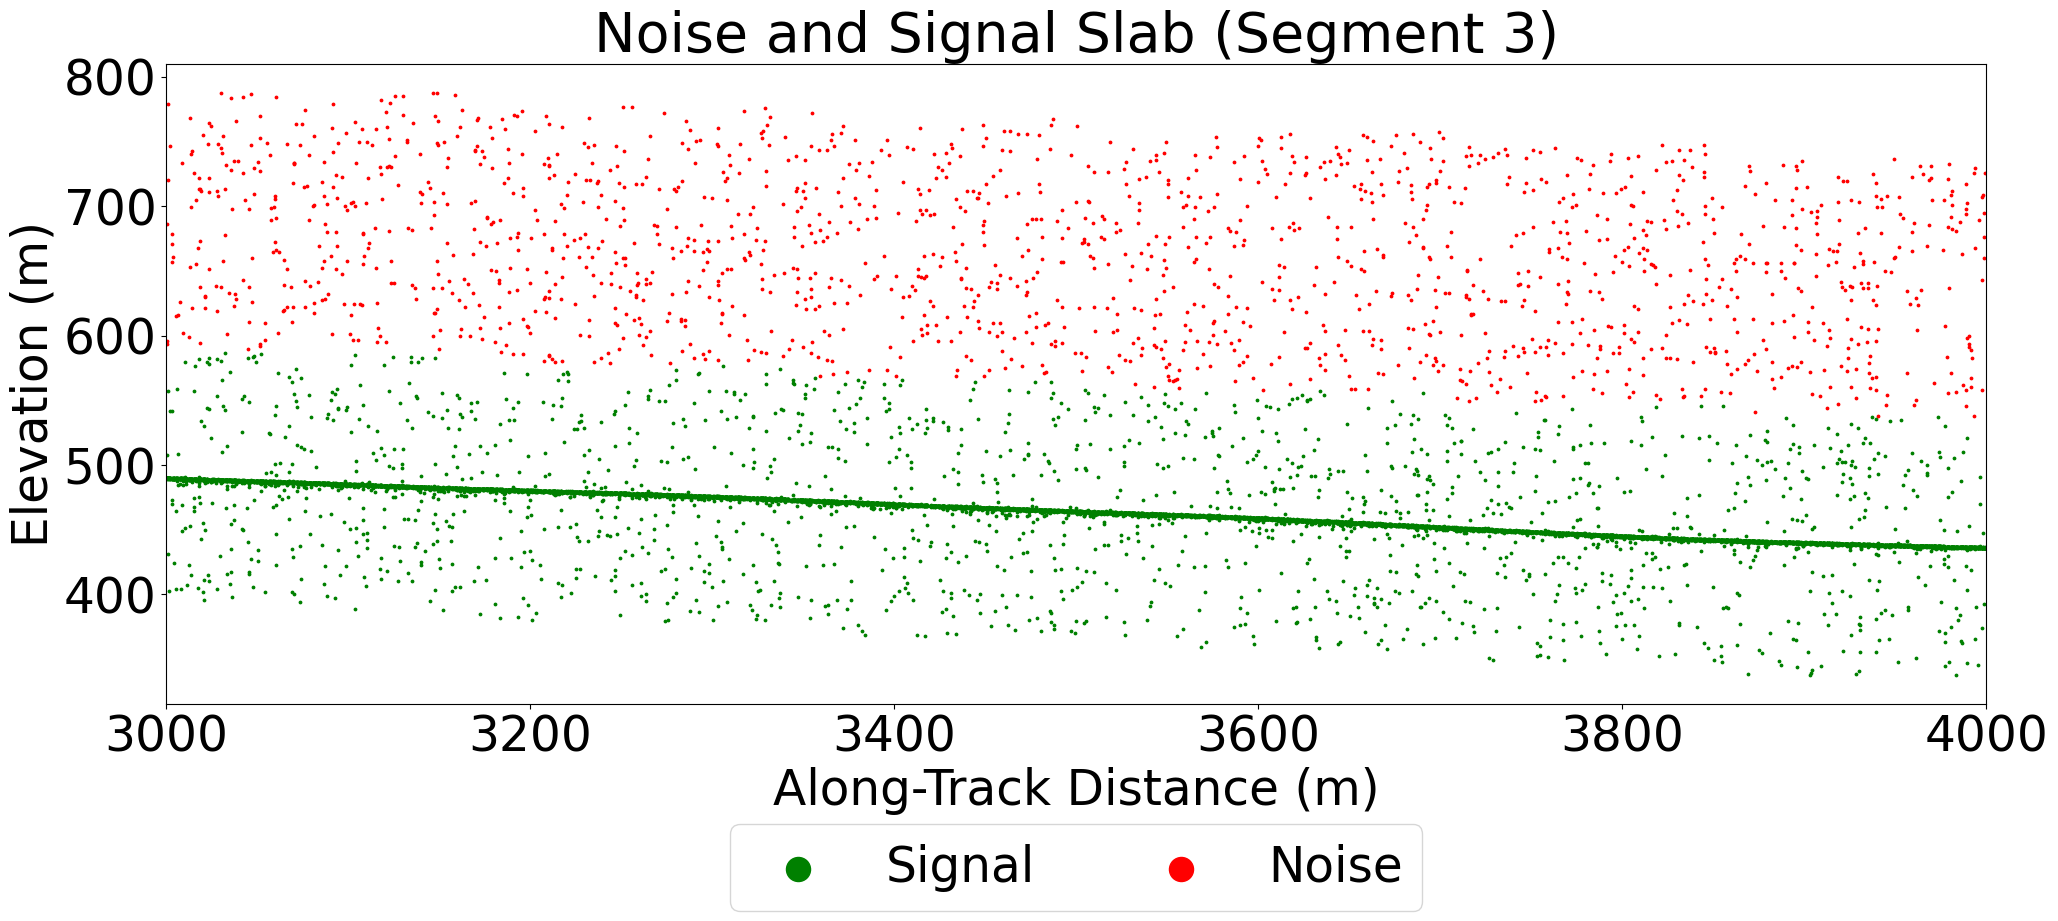 Noise and Signal Slab (Segment 3)
800
700
600
500
400
Elevation (m)
3000 3200 3400 3600 3800 4000
Along-Track Distance (m)
Signal Noise